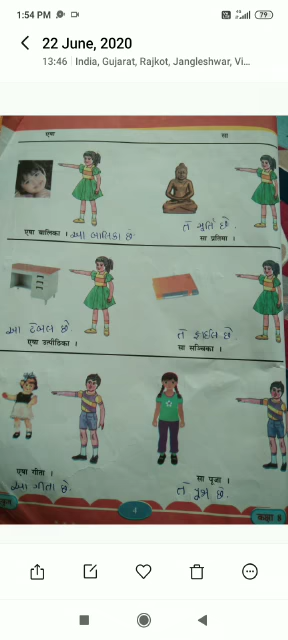 1:54 PM
79
22 June, 2020
13:46 | India, Gujarat, Rajkot, Jangleshwar, Vi...
एषा
सा
एषा बालिका ।
આ બાલિકા છે
તે મૂર્તિ છે.
सा प्रतिमा ।
આ ટેબલ છે.
एषा उत्पीठिका ।
તે ફાઈલ છે.
सा सञ्चिका ।
एषा गीता ।
આ ગીતા છે.
सा पूजा ।
તે પૂજા છે.
4
कक्षा 6